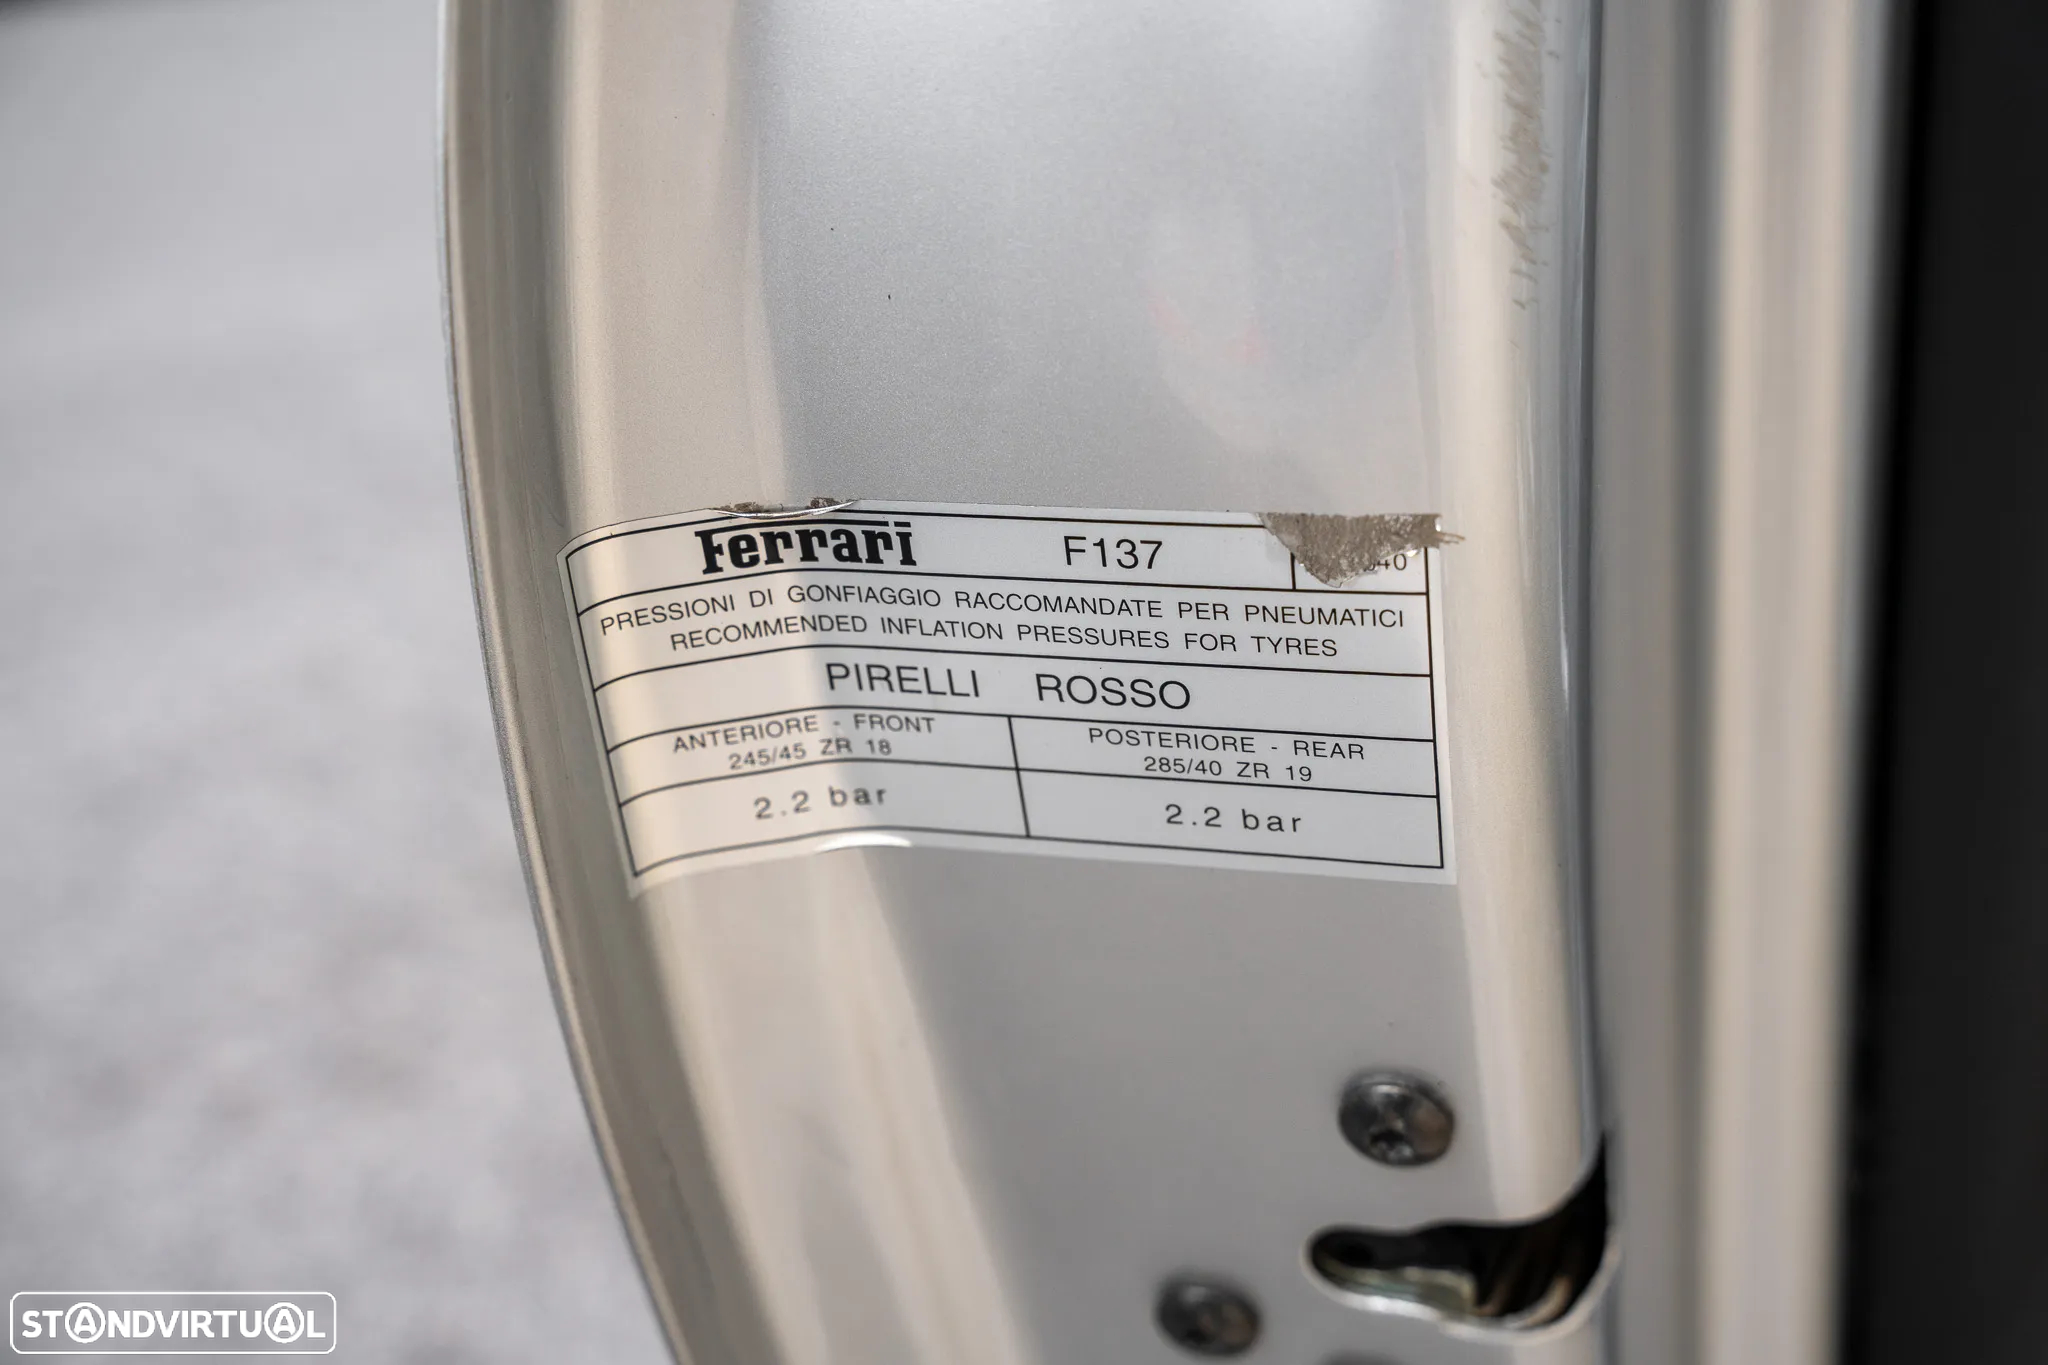 Ferrari F137
PRESSIONI DI GONFIAGGIO RACCOMANDATE PER PNEUMATICI
RECOMMENDED INFLATION PRESSURES FOR TYRES
PIRELLI ROSSO
ANTERIORE - FRONT
245/45 ZR 18
POSTERIORE - REAR
285/40 ZR 19
2.2 bar
2.2 bar
STANDVIRTUAL